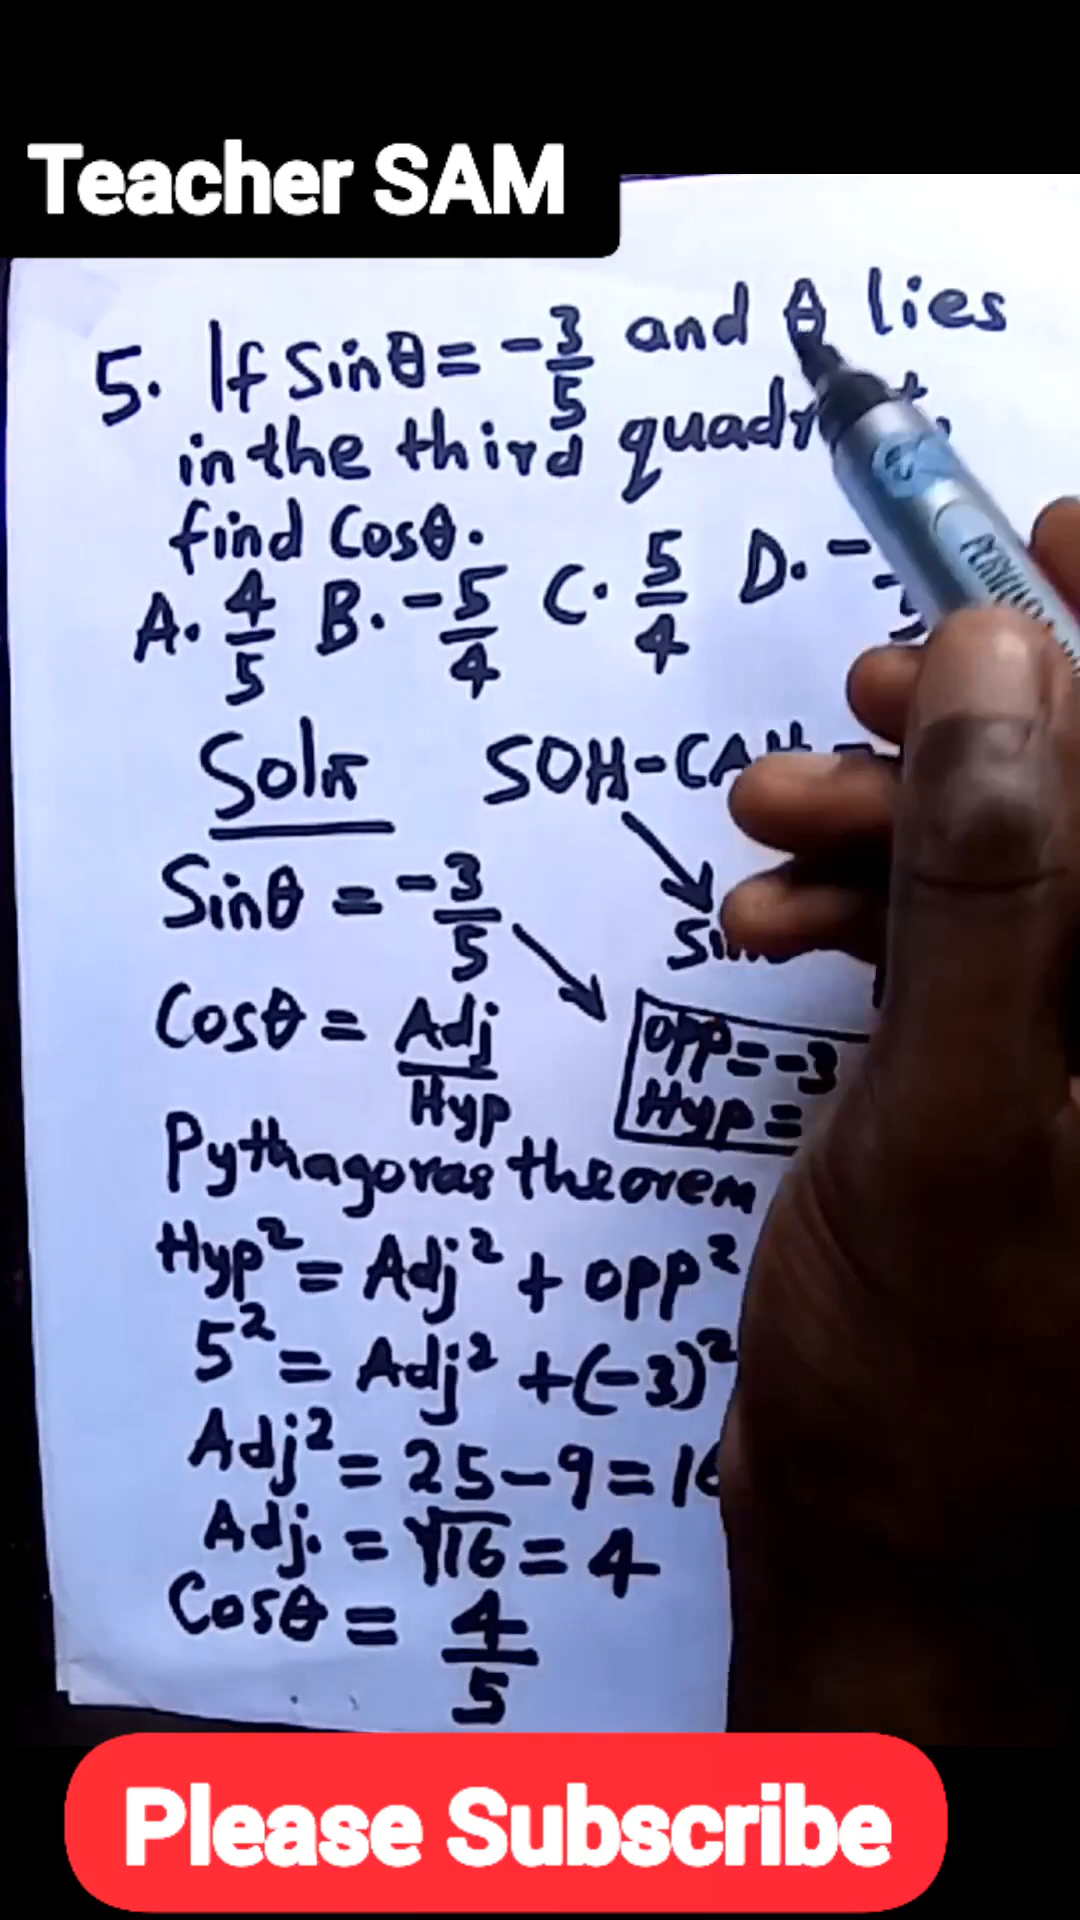 Teacher SAM
5. If Sinθ = -3/5 and θ lies
in the third
find Cosθ.
A. 4/5 B. -5/4 C. 5/4 D. -
Soln SOH-CAH
Sinθ = -3/5
Cosθ = Adj/Hyp
opp = -3
Hyp =
Pythagoras theorem
Hyp² = Adj² + opp²
5² = Adj² + (-3)²
Adj² = 25 - 9 = 16
Adj. = √16 = 4
Cosθ = 4/5
Please Subscribe